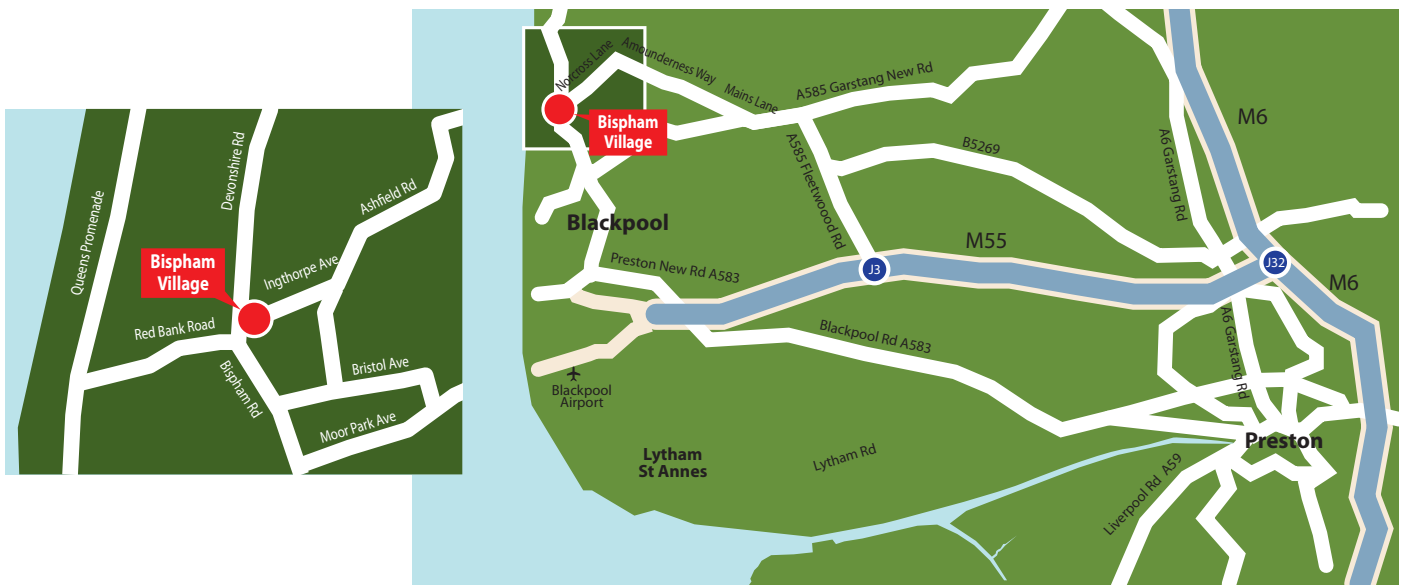 Queens Promenade
Devonshire Rd
Ashfield Rd
Bispham
Village
Ingthorpe Ave
Red Bank Road
Bispham Rd
Bristol Ave
Moor Park Ave
Norcross Lane
Amounderness Way
Mains Lane
A585 Garstang New Rd
Bispham
Village
A585 Fleetwoood Rd
B5269
A6 Garstang Rd
M6
Blackpool
Preston New Rd A583
M55
J3
J32
M6
Blackpool Rd A583
A6 Garstang Rd
Blackpool
Airport
Lytham
St Annes
Lytham Rd
Preston
Liverpool Rd A59